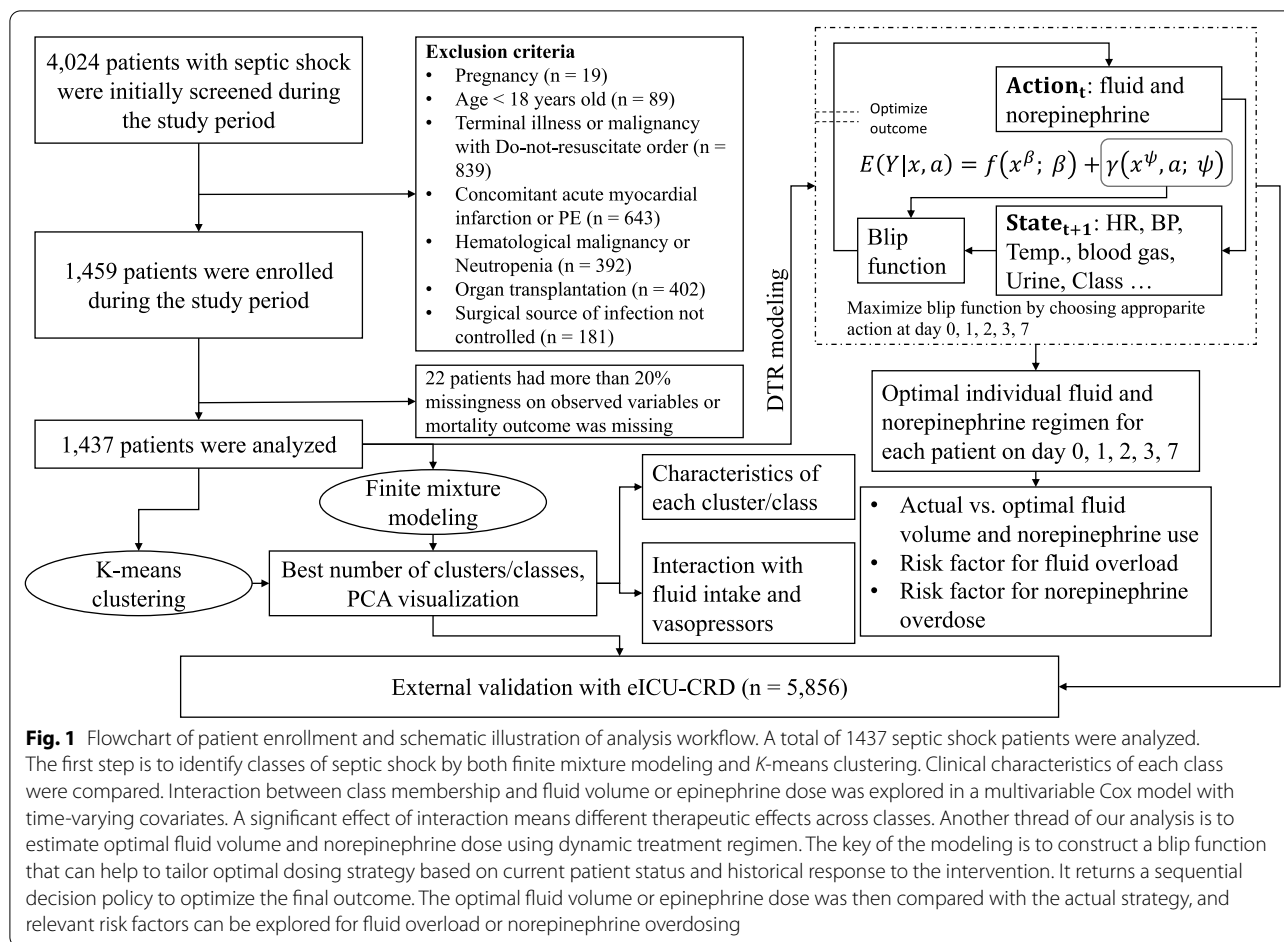 4,024 patients with septic shock
were initially screened during
the study period
Exclusion criteria
• Pregnancy (n = 19)
• Age < 18 years old (n = 89)
• Terminal illness or malignancy
with Do-not-resuscitate order (n =
839)
• Concomitant acute myocardial
infarction or PE (n = 643)
• Hematological malignancy or
Neutropenia (n = 392)
• Organ transplantation (n = 402)
• Surgical source of infection not
controlled (n = 181)
1,459 patients were enrolled
during the study period
22 patients had more than 20%
missingness on observed variables or
mortality outcome was missing
1,437 patients were analyzed
Finite mixture
modeling
K-means
clustering
Best number of clusters/classes,
PCA visualization
Characteristics of
each cluster/class
Interaction with
fluid intake and
vasopressors
DTR modeling
Optimize
outcome
Action_t: fluid and
norepinephrine
E(Y|x, a) = f(x^β; β) + γ(x^ψ, a; ψ)
Blip
function
State_{t+1}: HR, BP,
Temp., blood gas,
Urine, Class …
Maximize blip function by choosing approparite
action at day 0, 1, 2, 3, 7
Optimal individual fluid and
norepinephrine regimen for
each patient on day 0, 1, 2, 3, 7
• Actual vs. optimal fluid
volume and norepinephrine use
• Risk factor for fluid overload
• Risk factor for norepinephrine
overdose
External validation with eICU-CRD (n = 5,856)
Fig. 1 Flowchart of patient enrollment and schematic illustration of analysis workflow. A total of 1437 septic shock patients were analyzed.
The first step is to identify classes of septic shock by both finite mixture modeling and K-means clustering. Clinical characteristics of each class
were compared. Interaction between class membership and fluid volume or epinephrine dose was explored in a multivariable Cox model with
time-varying covariates. A significant effect of interaction means different therapeutic effects across classes. Another thread of our analysis is to
estimate optimal fluid volume and norepinephrine dose using dynamic treatment regimen. The key of the modeling is to construct a blip function
that can help to tailor optimal dosing strategy based on current patient status and historical response to the intervention. It returns a sequential
decision policy to optimize the final outcome. The optimal fluid volume or epinephrine dose was then compared with the actual strategy, and
relevant risk factors can be explored for fluid overload or norepinephrine overdosing